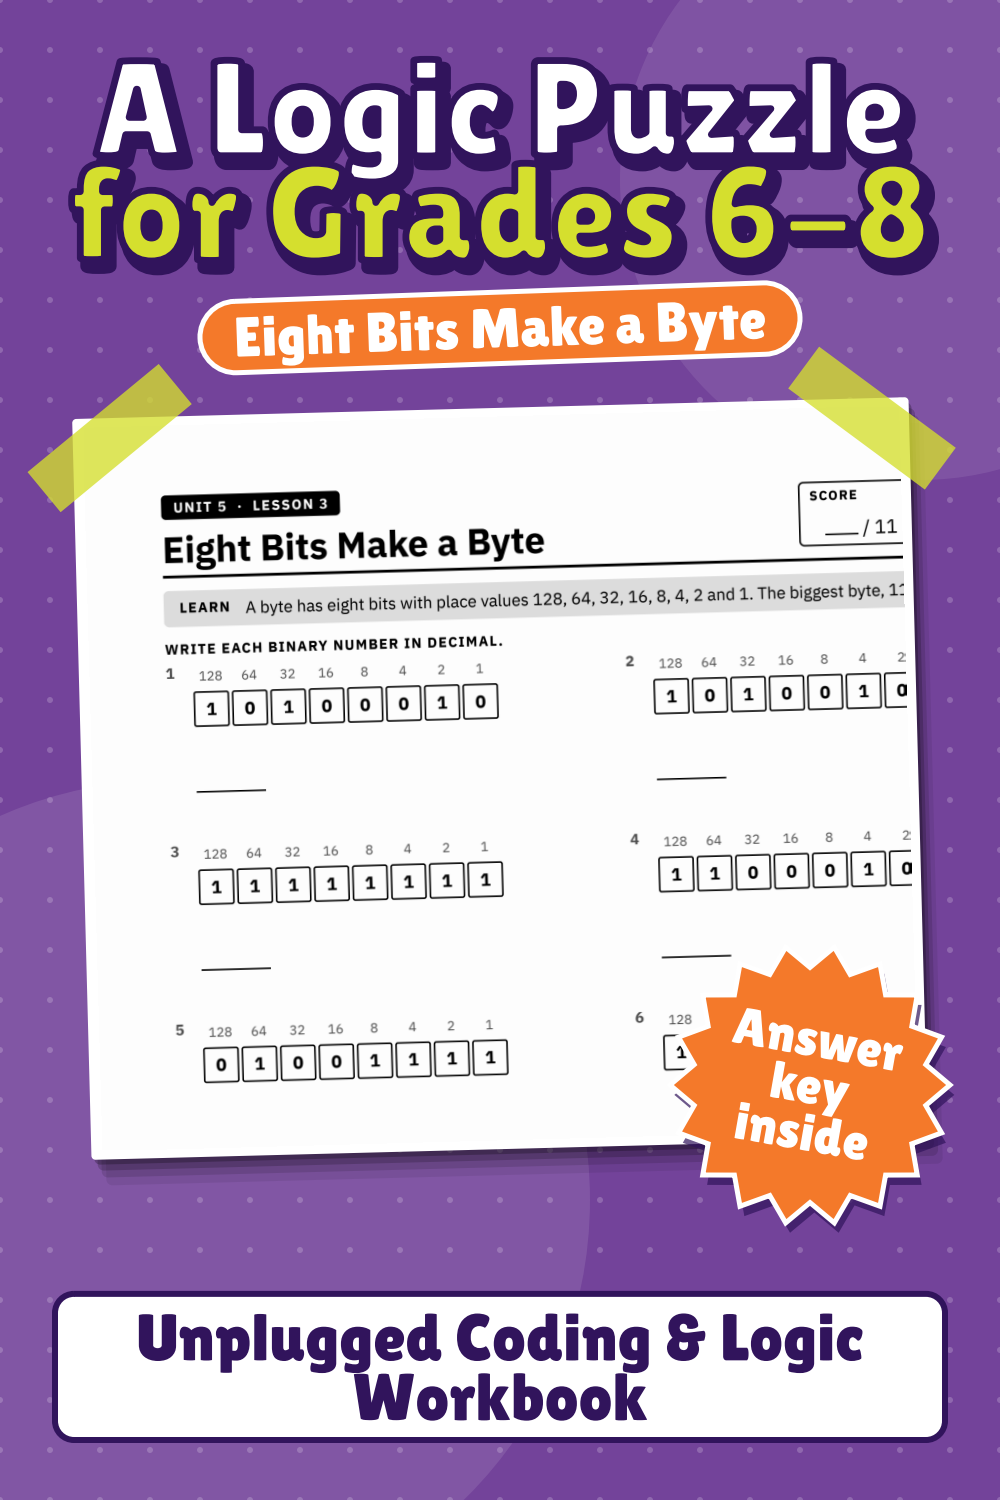 A Logic Puzzle
for Grades 6–8
Eight Bits Make a Byte
UNIT 5 · LESSON 3
SCORE
/ 11
Eight Bits Make a Byte
LEARN A byte has eight bits with place values 128, 64, 32, 16, 8, 4, 2 and 1. The biggest byte, 11
WRITE EACH BINARY NUMBER IN DECIMAL.
1 128 64 32 16 8 4 2 1
1 0 1 0 0 0 1 0
2 128 64 32 16 8 4 2
1 0 1 0 0 1 0
3 128 64 32 16 8 4 2 1
1 1 1 1 1 1 1 1
4 128 64 32 16 8 4 2
1 1 0 0 0 1 0
5 128 64 32 16 8 4 2 1
0 1 0 0 1 1 1 1
6 128
1
Answer
key
inside
Unplugged Coding & Logic
Workbook